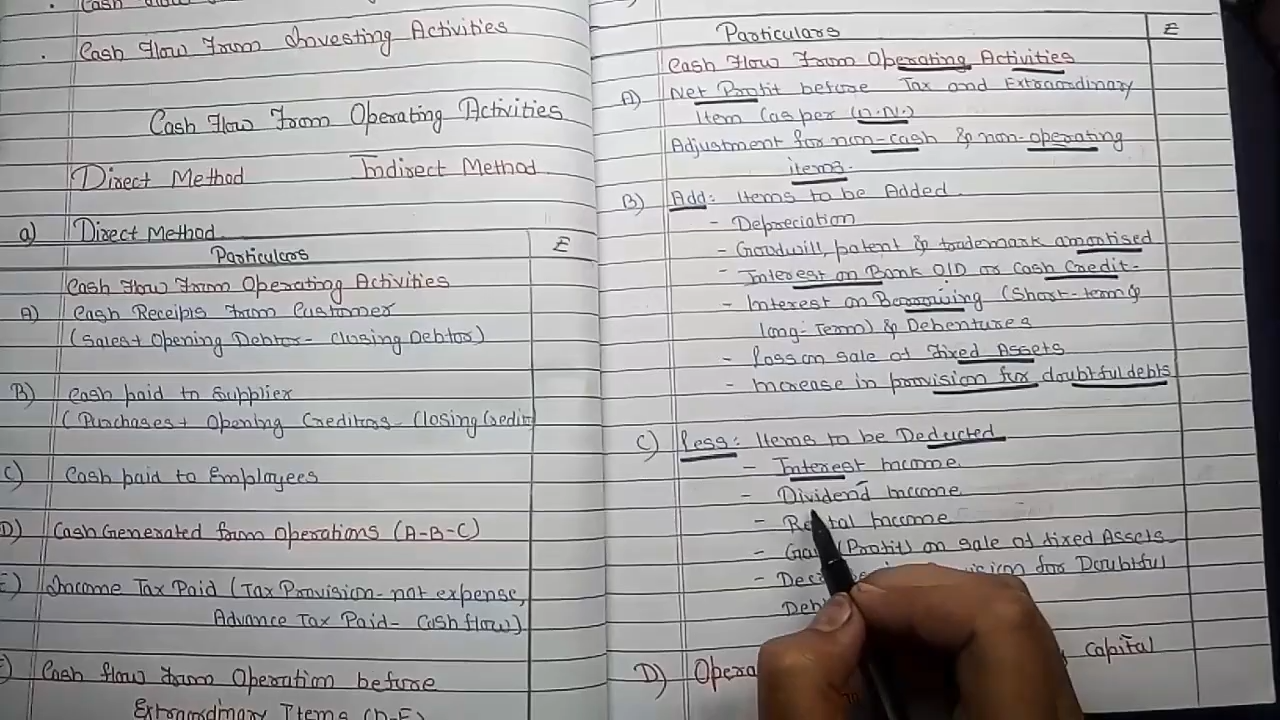 Cash
Cash Flow From Investing Activities
Cash Flow From Operating Activities
Direct Method Indirect Method
a) Direct Method
Particulars E
Cash Flow From Operating Activities
A) Cash Receipts From Customer
(Sales + Opening Debtor - Closing Debtor)
B) Cash paid to Supplier
(Purchases + Opening Creditors - Closing Credit
C) Cash paid to Employees
D) Cash Generated from Operations (A-B-C)
E) Income Tax Paid (Tax Provision - not expense,
Advance Tax Paid - Cash flow)
Cash flow From Operation before
Extraordinary Items (D-E)
Particulars E
Cash Flow From Operating Activities
A) Net Profit before Tax and Extraordinary
Item (as per
Adjustment for non-cash & non-operating
items.
B) Add: Items to be Added
- Depreciation
- Goodwill, patent & trademark amortised
- Interest on Bank O/D or Cash Credit-
- Interest on Borrowing (Short-term &
long-Term) & Debentures
- Loss on sale of Fixed Assets
- Increase in provision for doubtful debts
C) Less: Items to be Deducted
- Interest Income
- Dividend Income
- Rental Income
- (Profit) on sale of fixed Assets
- for Doubtful
D) capital